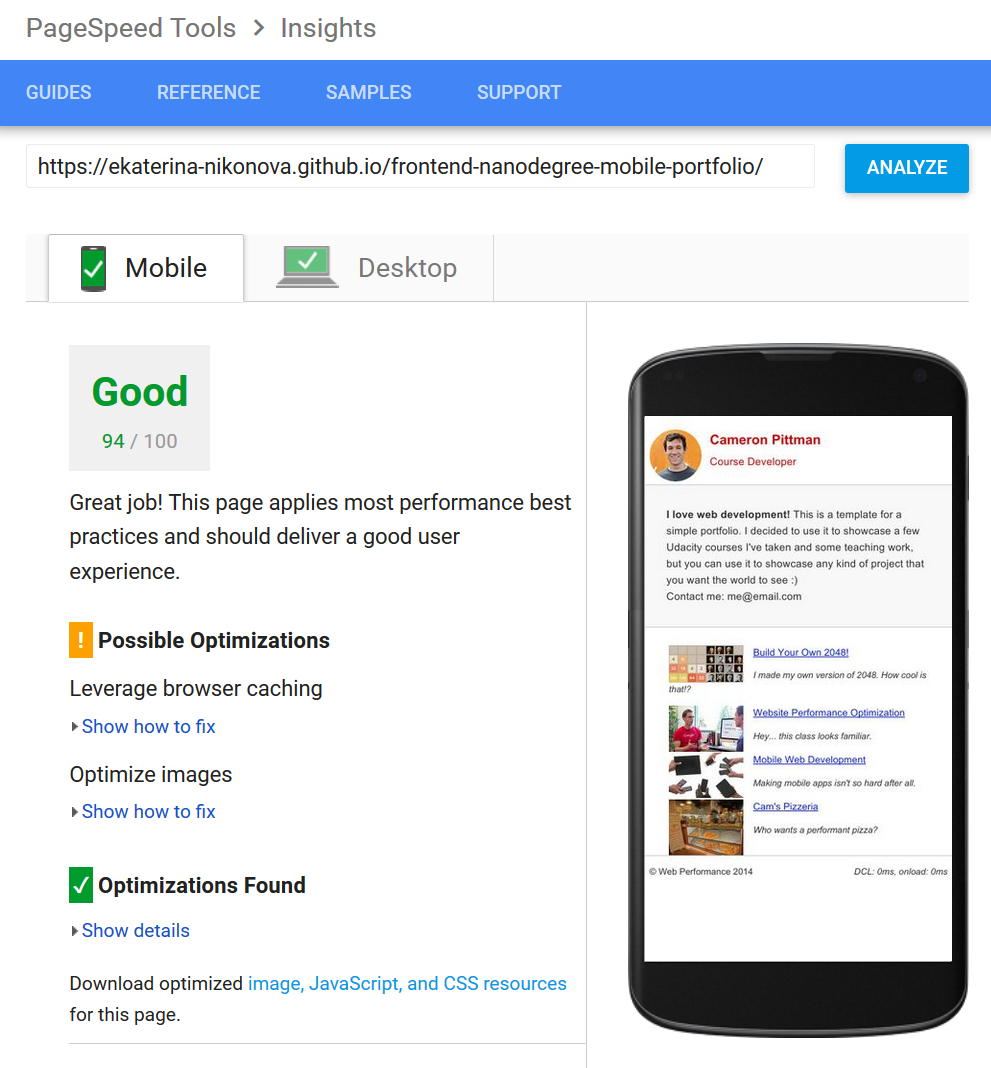 PageSpeed Tools > Insights
GUIDES REFERENCE SAMPLES SUPPORT
https://ekaterina-nikonova.github.io/frontend-nanodegree-mobile-portfolio/ ANALYZE
Mobile Desktop
Good
94 / 100
Great job! This page applies most performance best
practices and should deliver a good user
experience.
! Possible Optimizations
Leverage browser caching
Show how to fix
Optimize images
Show how to fix
Optimizations Found
Show details
Download optimized image, JavaScript, and CSS resources
for this page.
Cameron Pittman
Course Developer
I love web development! This is a template for a
simple portfolio. I decided to use it to showcase a few
Udacity courses I've taken and some teaching work,
but you can use it to showcase any kind of project that
you want the world to see :)
Contact me: me@email.com
Build Your Own 2048!
I made my own version of 2048. How cool is
that!?
Website Performance Optimization
Hey... this class looks familiar.
Mobile Web Development
Making mobile apps isn't so hard after all.
Cam's Pizzeria
Who wants a performant pizza?
© Web Performance 2014 DCL: 0ms, onload: 0ms